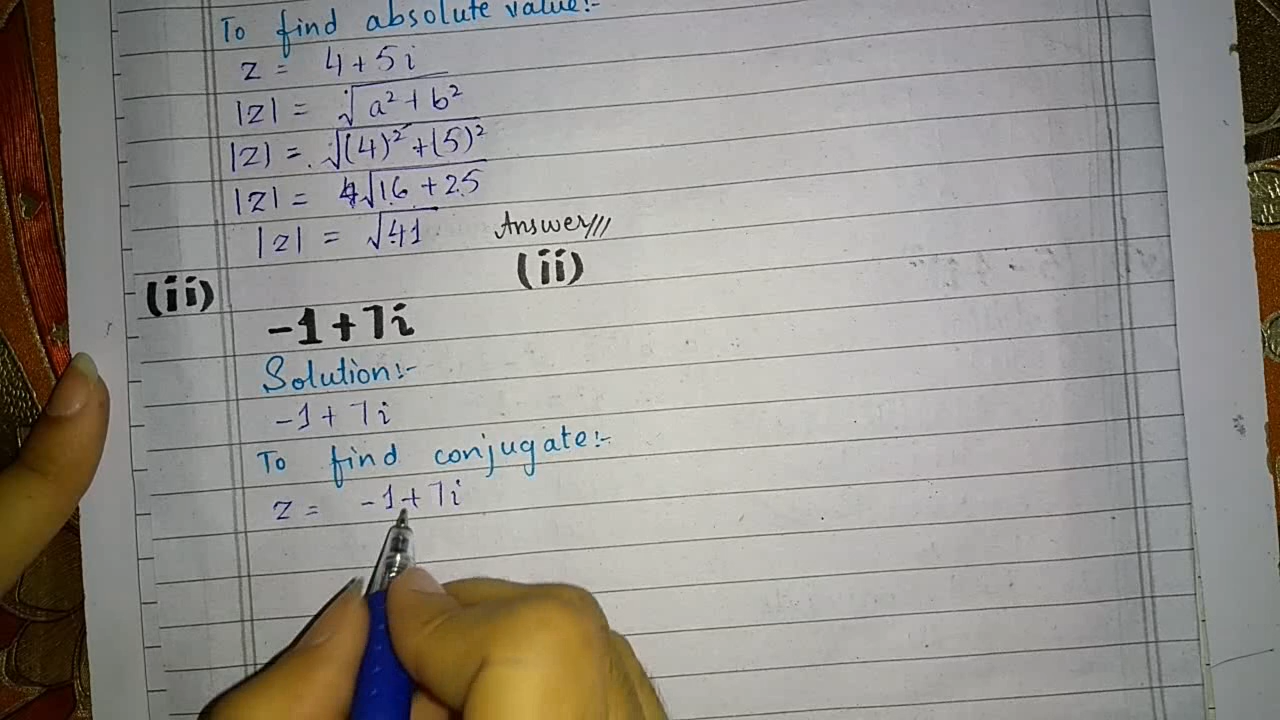 To find absolute value:-
z = 4+5i
|z| = √a²+b²
|z| = √(4)²+(5)²
|z| = √16+25
|z| = √41 Answer///
(ii)
(ii)
-1+7i
Solution:-
-1+7i
To find conjugate:-
z = -1+7i